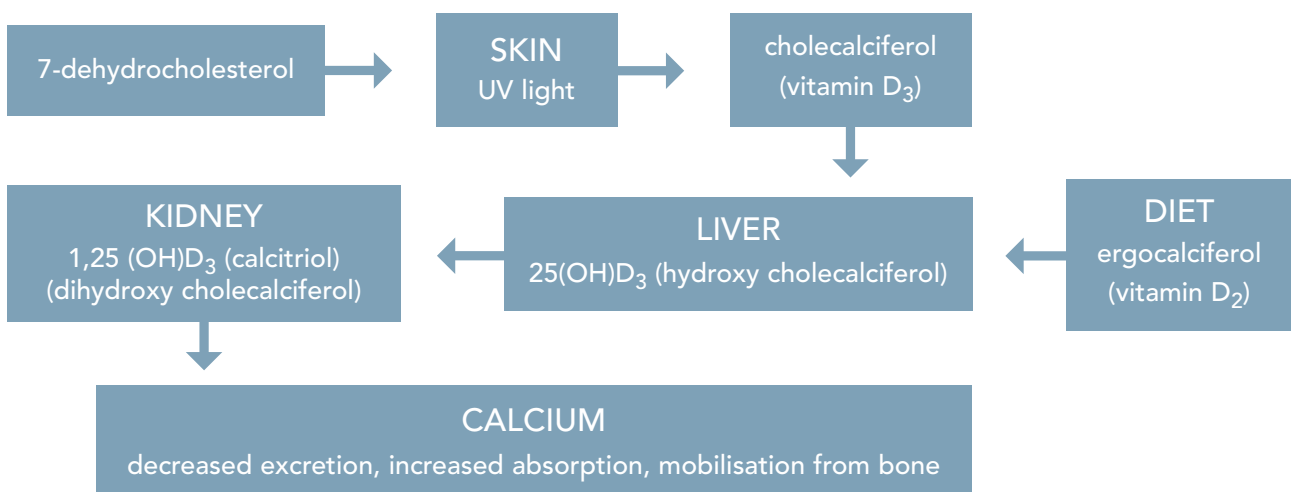 7-dehydrocholesterol
SKIN
UV light
cholecalciferol
(vitamin D₃)
KIDNEY
1,25 (OH)D₃ (calcitriol)
(dihydroxy cholecalciferol)
LIVER
25(OH)D₃ (hydroxy cholecalciferol)
DIET
ergocalciferol
(vitamin D₂)
CALCIUM
decreased excretion, increased absorption, mobilisation from bone